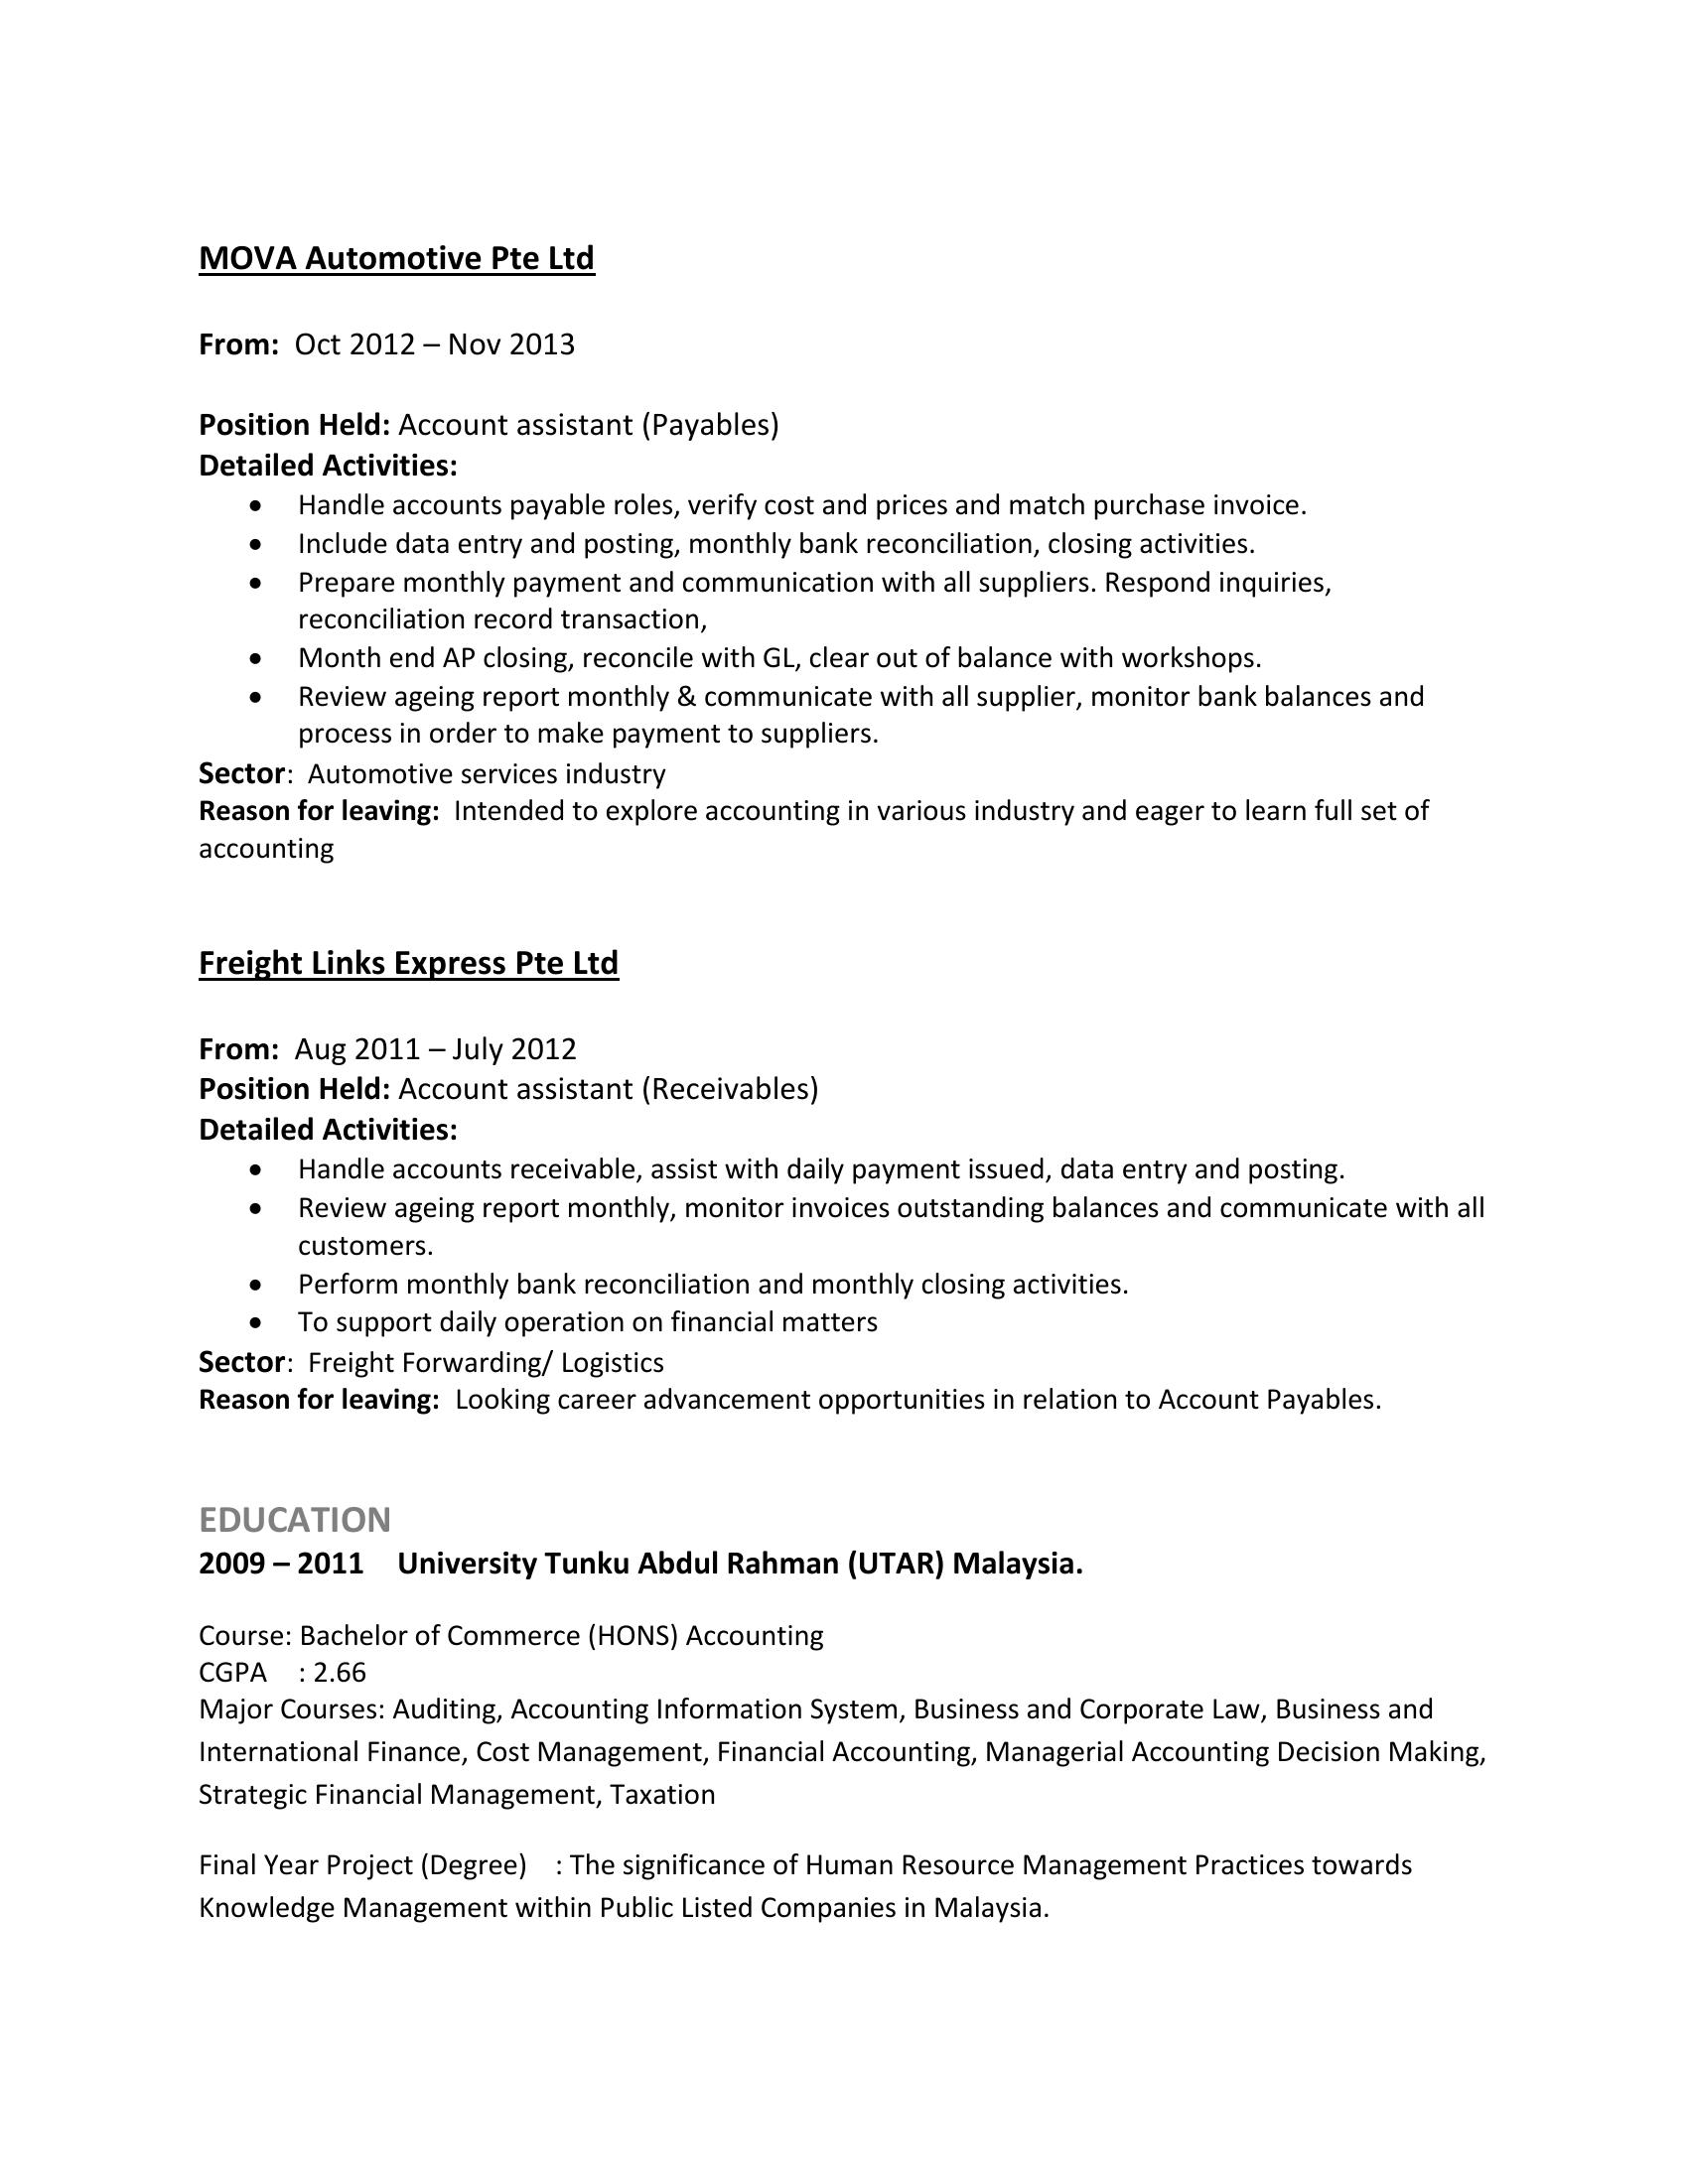 MOVA Automotive Pte Ltd
From:  Oct 2012 – Nov 2013
Position Held: Account assistant (Payables)
Detailed Activities:
• Handle accounts payable roles, verify cost and prices and match purchase invoice.
• Include data entry and posting, monthly bank reconciliation, closing activities.
• Prepare monthly payment and communication with all suppliers. Respond inquiries,
reconciliation record transaction,
• Month end AP closing, reconcile with GL, clear out of balance with workshops.
• Review ageing report monthly & communicate with all supplier, monitor bank balances and
process in order to make payment to suppliers.
Sector:  Automotive services industry
Reason for leaving:  Intended to explore accounting in various industry and eager to learn full set of
accounting
Freight Links Express Pte Ltd
From:  Aug 2011 – July 2012
Position Held: Account assistant (Receivables)
Detailed Activities:
• Handle accounts receivable, assist with daily payment issued, data entry and posting.
• Review ageing report monthly, monitor invoices outstanding balances and communicate with all
customers.
• Perform monthly bank reconciliation and monthly closing activities.
• To support daily operation on financial matters
Sector:  Freight Forwarding/ Logistics
Reason for leaving:  Looking career advancement opportunities in relation to Account Payables.
EDUCATION
2009 – 2011    University Tunku Abdul Rahman (UTAR) Malaysia.
Course: Bachelor of Commerce (HONS) Accounting
CGPA    : 2.66
Major Courses: Auditing, Accounting Information System, Business and Corporate Law, Business and
International Finance, Cost Management, Financial Accounting, Managerial Accounting Decision Making,
Strategic Financial Management, Taxation
Final Year Project (Degree)    : The significance of Human Resource Management Practices towards
Knowledge Management within Public Listed Companies in Malaysia.